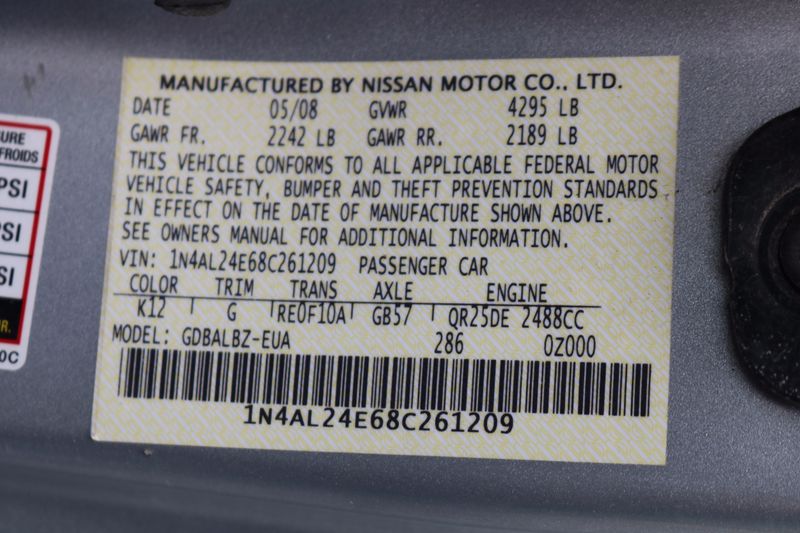 MANUFACTURED BY NISSAN MOTOR CO., LTD.
DATE 05/08 GVWR 4295 LB
GAWR FR. 2242 LB GAWR RR. 2189 LB
THIS VEHICLE CONFORMS TO ALL APPLICABLE FEDERAL MOTOR
VEHICLE SAFETY, BUMPER AND THEFT PREVENTION STANDARDS
IN EFFECT ON THE DATE OF MANUFACTURE SHOWN ABOVE.
SEE OWNERS MANUAL FOR ADDITIONAL INFORMATION.
VIN: 1N4AL24E68C261209 PASSENGER CAR
COLOR TRIM TRANS AXLE ENGINE
K12 G RE0F10A GB57 QR25DE 2488CC
MODEL: GDBALBZ-EUA 286 0Z000
1N4AL24E68C261209
PSI
PSI
SI